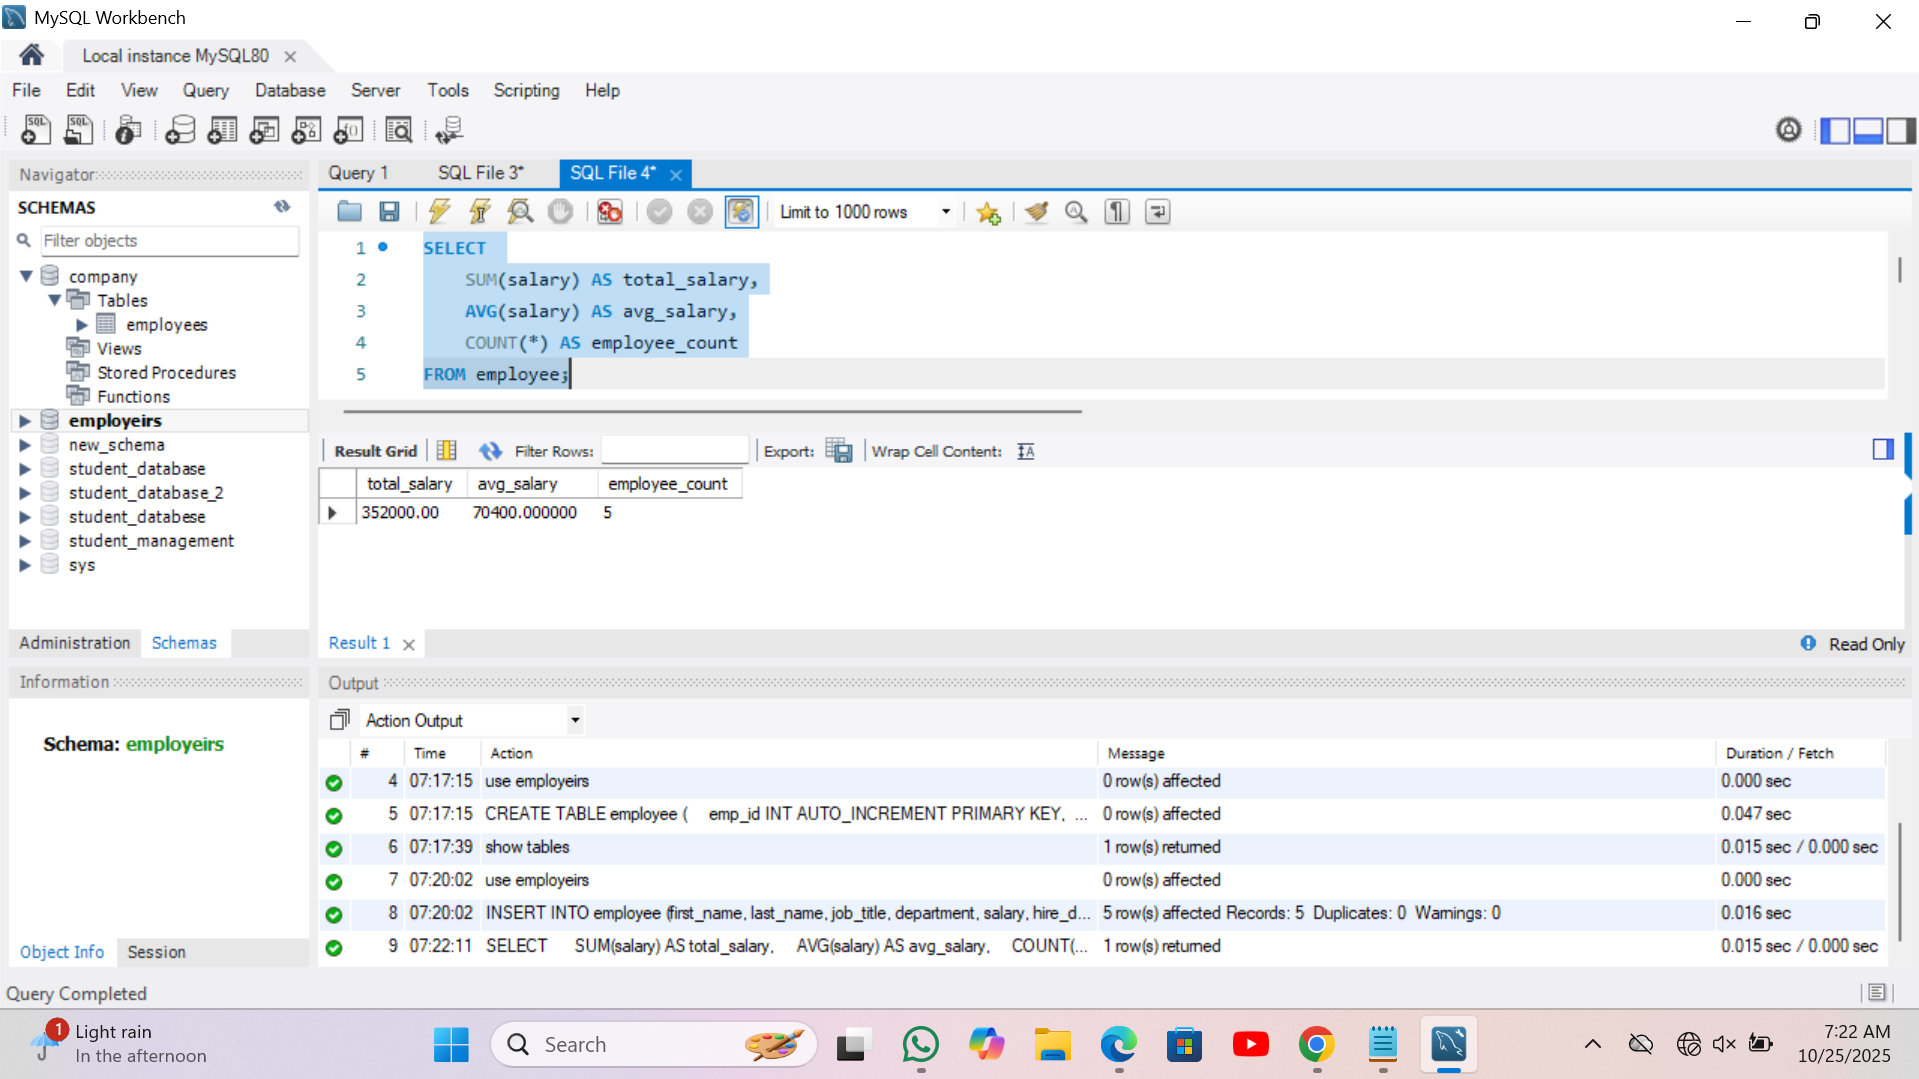 MySQL Workbench
Local instance MySQL80
File Edit View Query Database Server Tools Scripting Help
Navigator
SCHEMAS
Filter objects
company
Tables
employees
Views
Stored Procedures
Functions
employeirs
new_schema
student_database
student_database_2
student_databese
student_management
sys
Administration Schemas
Information
Schema: employeirs
Object Info Session
Query 1 SQL File 3* SQL File 4*
Limit to 1000 rows
1 SELECT
2 SUM(salary) AS total_salary,
3 AVG(salary) AS avg_salary,
4 COUNT(*) AS employee_count
5 FROM employee;
Result Grid Filter Rows: Export: Wrap Cell Content:
total_salary avg_salary employee_count
352000.00 70400.000000 5
Result 1 Read Only
Output
Action Output
# Time Action Message Duration / Fetch
4 07:17:15 use employeirs 0 row(s) affected 0.000 sec
5 07:17:15 CREATE TABLE employee ( emp_id INT AUTO_INCREMENT PRIMARY KEY, ... 0 row(s) affected 0.047 sec
6 07:17:39 show tables 1 row(s) returned 0.015 sec / 0.000 sec
7 07:20:02 use employeirs 0 row(s) affected 0.000 sec
8 07:20:02 INSERT INTO employee (first_name, last_name, job_title, department, salary, hire_d... 5 row(s) affected Records: 5 Duplicates: 0 Warnings: 0 0.016 sec
9 07:22:11 SELECT SUM(salary) AS total_salary, AVG(salary) AS avg_salary, COUNT(... 1 row(s) returned 0.015 sec / 0.000 sec
Query Completed
1 Light rain
In the afternoon
Search
7:22 AM
10/25/2025